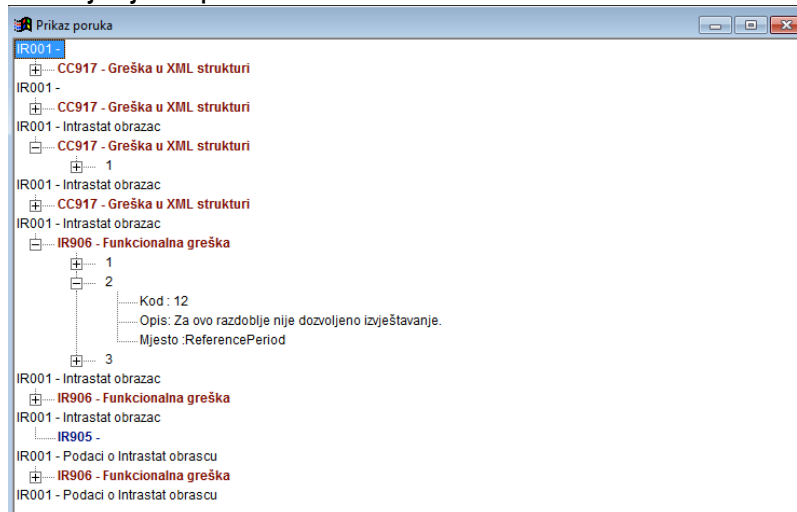 Prikaz poruka
IR001 -
CC917 - Greška u XML strukturi
IR001 -
CC917 - Greška u XML strukturi
IR001 - Intrastat obrazac
CC917 - Greška u XML strukturi
1
IR001 - Intrastat obrazac
CC917 - Greška u XML strukturi
IR001 - Intrastat obrazac
IR906 - Funkcionalna greška
1
2
Kod : 12
Opis: Za ovo razdoblje nije dozvoljeno izvještavanje.
Mjesto :ReferencePeriod
3
IR001 - Intrastat obrazac
IR906 - Funkcionalna greška
IR001 - Intrastat obrazac
IR905 -
IR001 - Podaci o Intrastat obrascu
IR906 - Funkcionalna greška
IR001 - Podaci o Intrastat obrascu